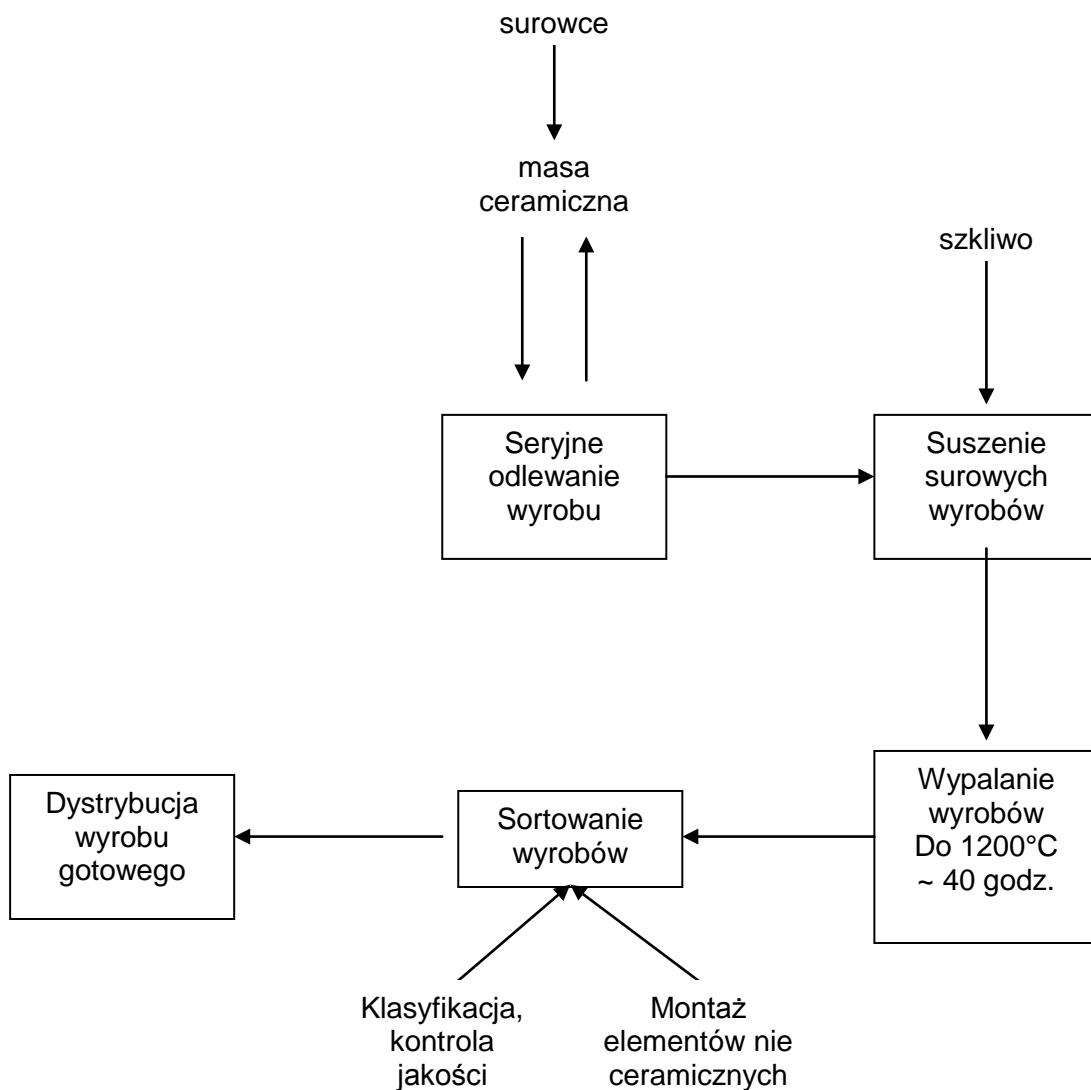 surowce
masa
ceramiczna
szkliwo
Seryjne
odlewanie
wyrobu
Suszenie
surowych
wyrobów
Wypalanie
wyrobów
Do 1200°C
~ 40 godz.
Sortowanie
wyrobów
Dystrybucja
wyrobu
gotowego
Klasyfikacja,
kontrola
jakości
Montaż
elementów nie
ceramicznych